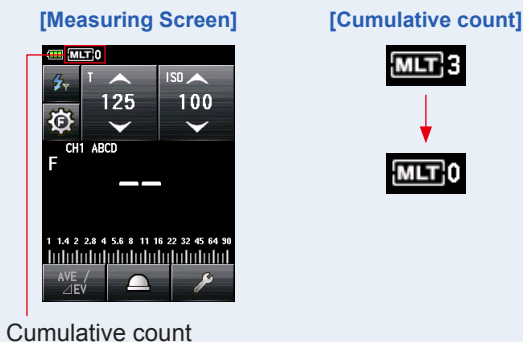 [Measuring Screen]
[Cumulative count]
MLT 0
T
125
ISO
100
F
CH1 ABCD
F
1 1.4 2 2.8 4 5.6 8 11 16 22 32 45 64 90
AVE /
⊿EV
MLT 3
MLT 0
Cumulative count